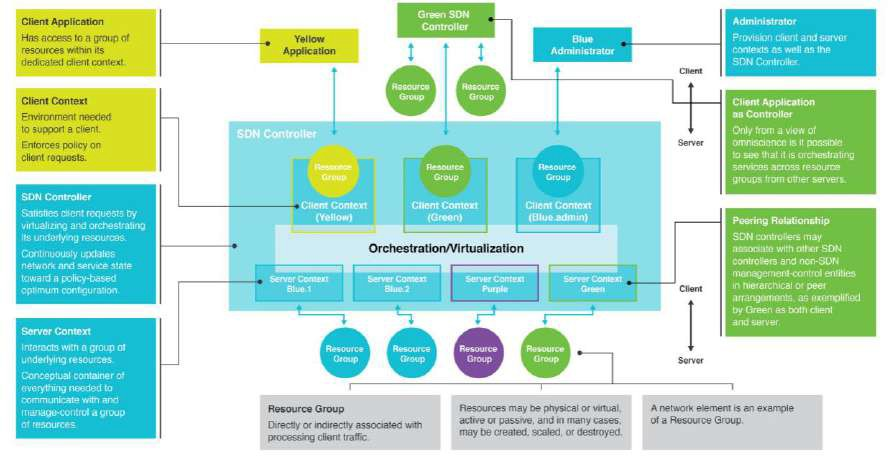 Client Application
Has access to a group of
resources within its
dedicated client context.
Client Context
Environment needed
to support a client.
Enforces policy on
client requests.
SDN Controller
Satisfies client requests by
virtualizing and orchestrating
its underlying resources.
Continuously updates
network and service state
toward a policy-based
optimum configuration.
Server Context
Interacts with a group of
underlying resources.
Conceptual container of
everything needed to
communicate with and
manage-control a group
of resources.
Yellow
Application
Green SDN
Controller
Blue
Administrator
Resource
Group
Resource
Group
SDN Controller
Resource
Group
Client Context
(Yellow)
Resource
Group
Client Context
(Green)
Resource
Group
Client Context
(Blue.admin)
Orchestration/Virtualization
Server Context
Blue.1
Server Context
Blue.2
Server Context
Purple
Server Context
Green
Resource
Group
Resource
Group
Resource
Group
Resource
Group
Resource Group
Directly or indirectly associated with
processing client traffic.
Resources may be physical or virtual,
active or passive, and in many cases,
may be created, scaled, or destroyed.
A network element is an example
of a Resource Group.
Client
Server
Client
Server
Administrator
Provision client and server
contexts as well as the
SDN Controller.
Client Application
as Controller
Only from a view of
omniscience is it possible
to see that it is orchestrating
services across resource
groups from other servers.
Peering Relationship
SDN controllers may
associate with other SDN
controllers and non-SDN
management-control entities
in hierarchical or peer
arrangements, as exemplified
by Green as both client
and server.